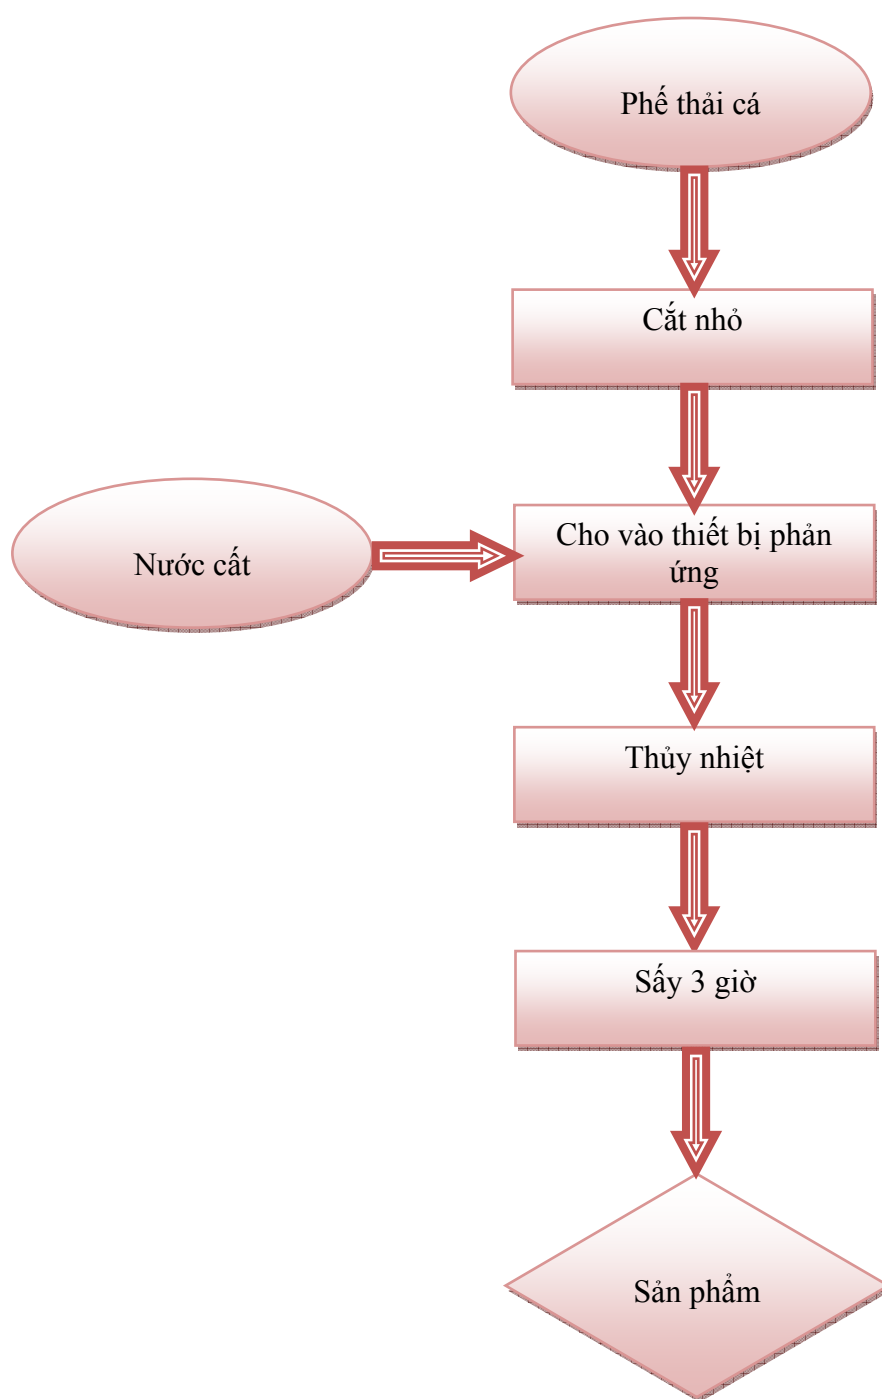 Phế thải cá
Cắt nhỏ
Cho vào thiết bị phản
ứng
Nước cất
Thủy nhiệt
Sấy 3 giờ
Sản phẩm